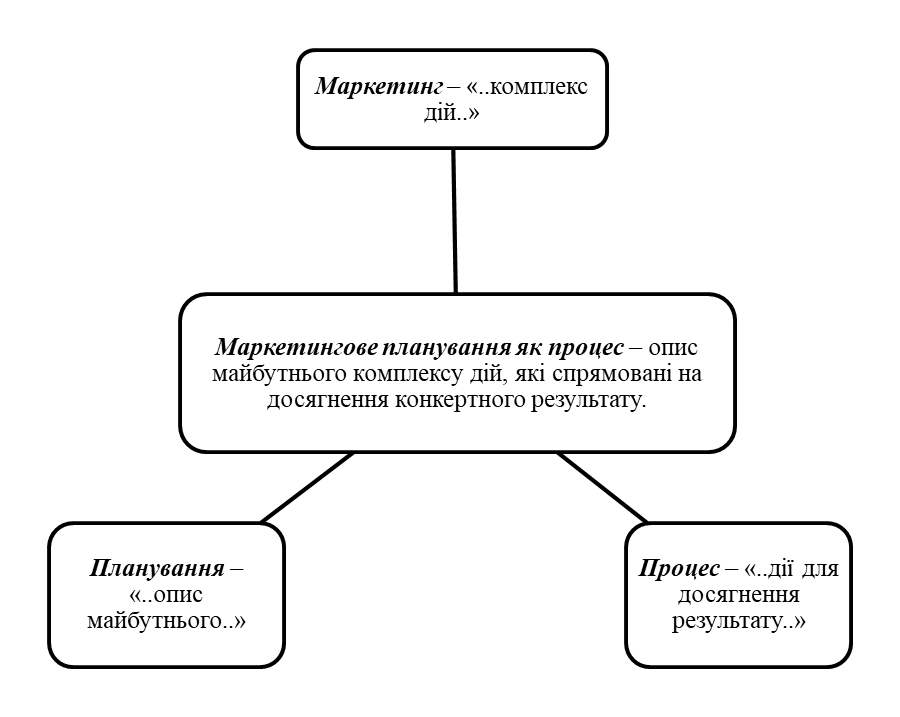 Маркетинг – «..комплекс
дій..»
Маркетингове планування як процес – опис
майбутнього комплексу дій, які спрямовані на
досягнення конкертного результату.
Планування –
«..опис
майбутнього..»
Процес – «..дії для
досягнення
результату..»